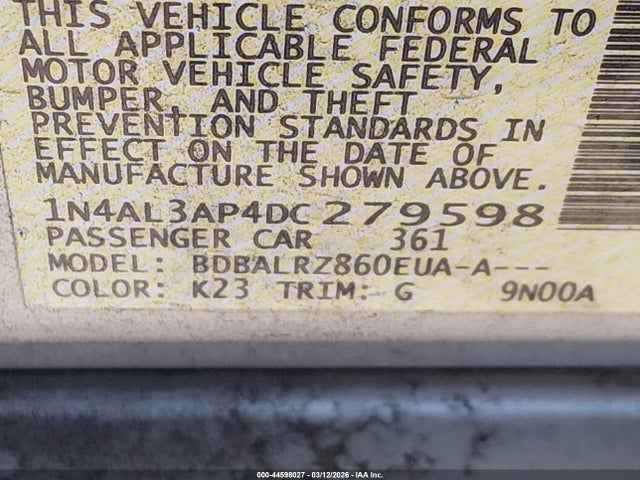 THIS VEHICLE CONFORMS TO
ALL APPLICABLE FEDERAL
MOTOR VEHICLE SAFETY,
BUMPER, AND THEFT
PREVENTION STANDARDS IN
EFFECT ON THE DATE OF
MANUFACTURE SHOWN ABOVE.
1N4AL3AP4DC279598
PASSENGER CAR 361
MODEL: BDBALRZ860EUA-A---
COLOR: K23 TRIM: G 9N00A
000-44598027 - 03/12/2026 - IAA Inc.